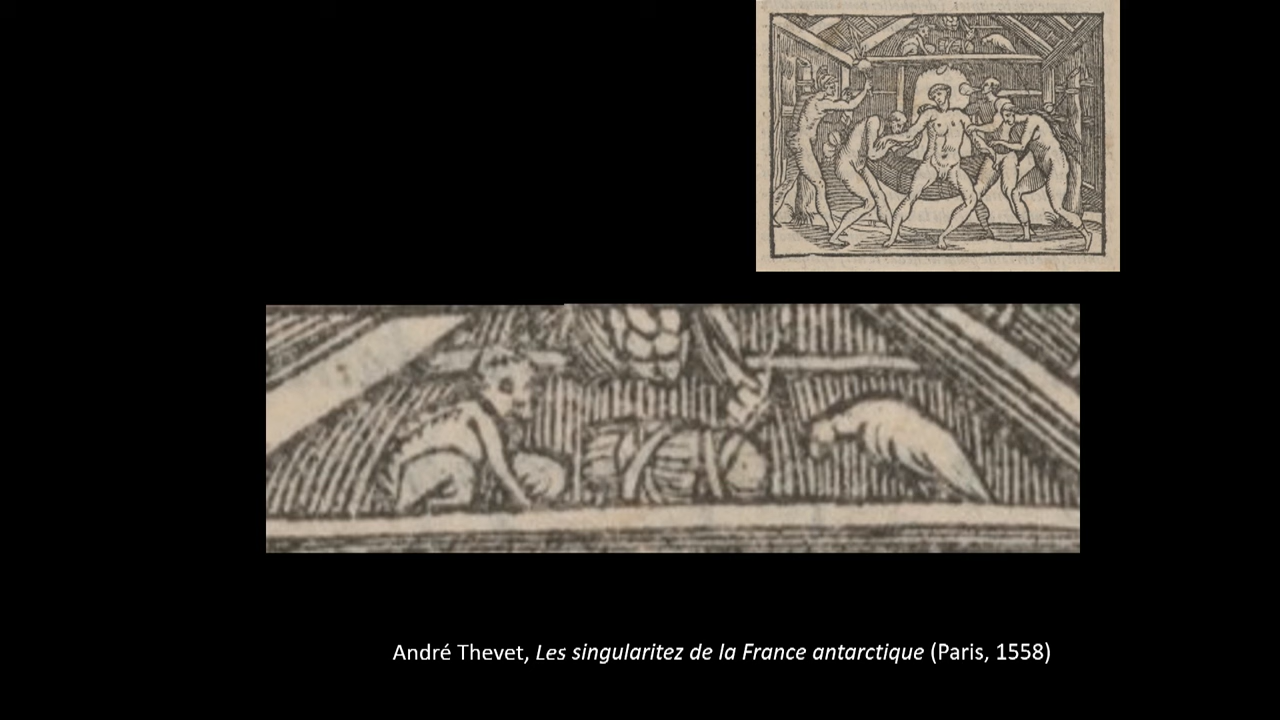 André Thevet, Les singularitez de la France antarctique (Paris, 1558)